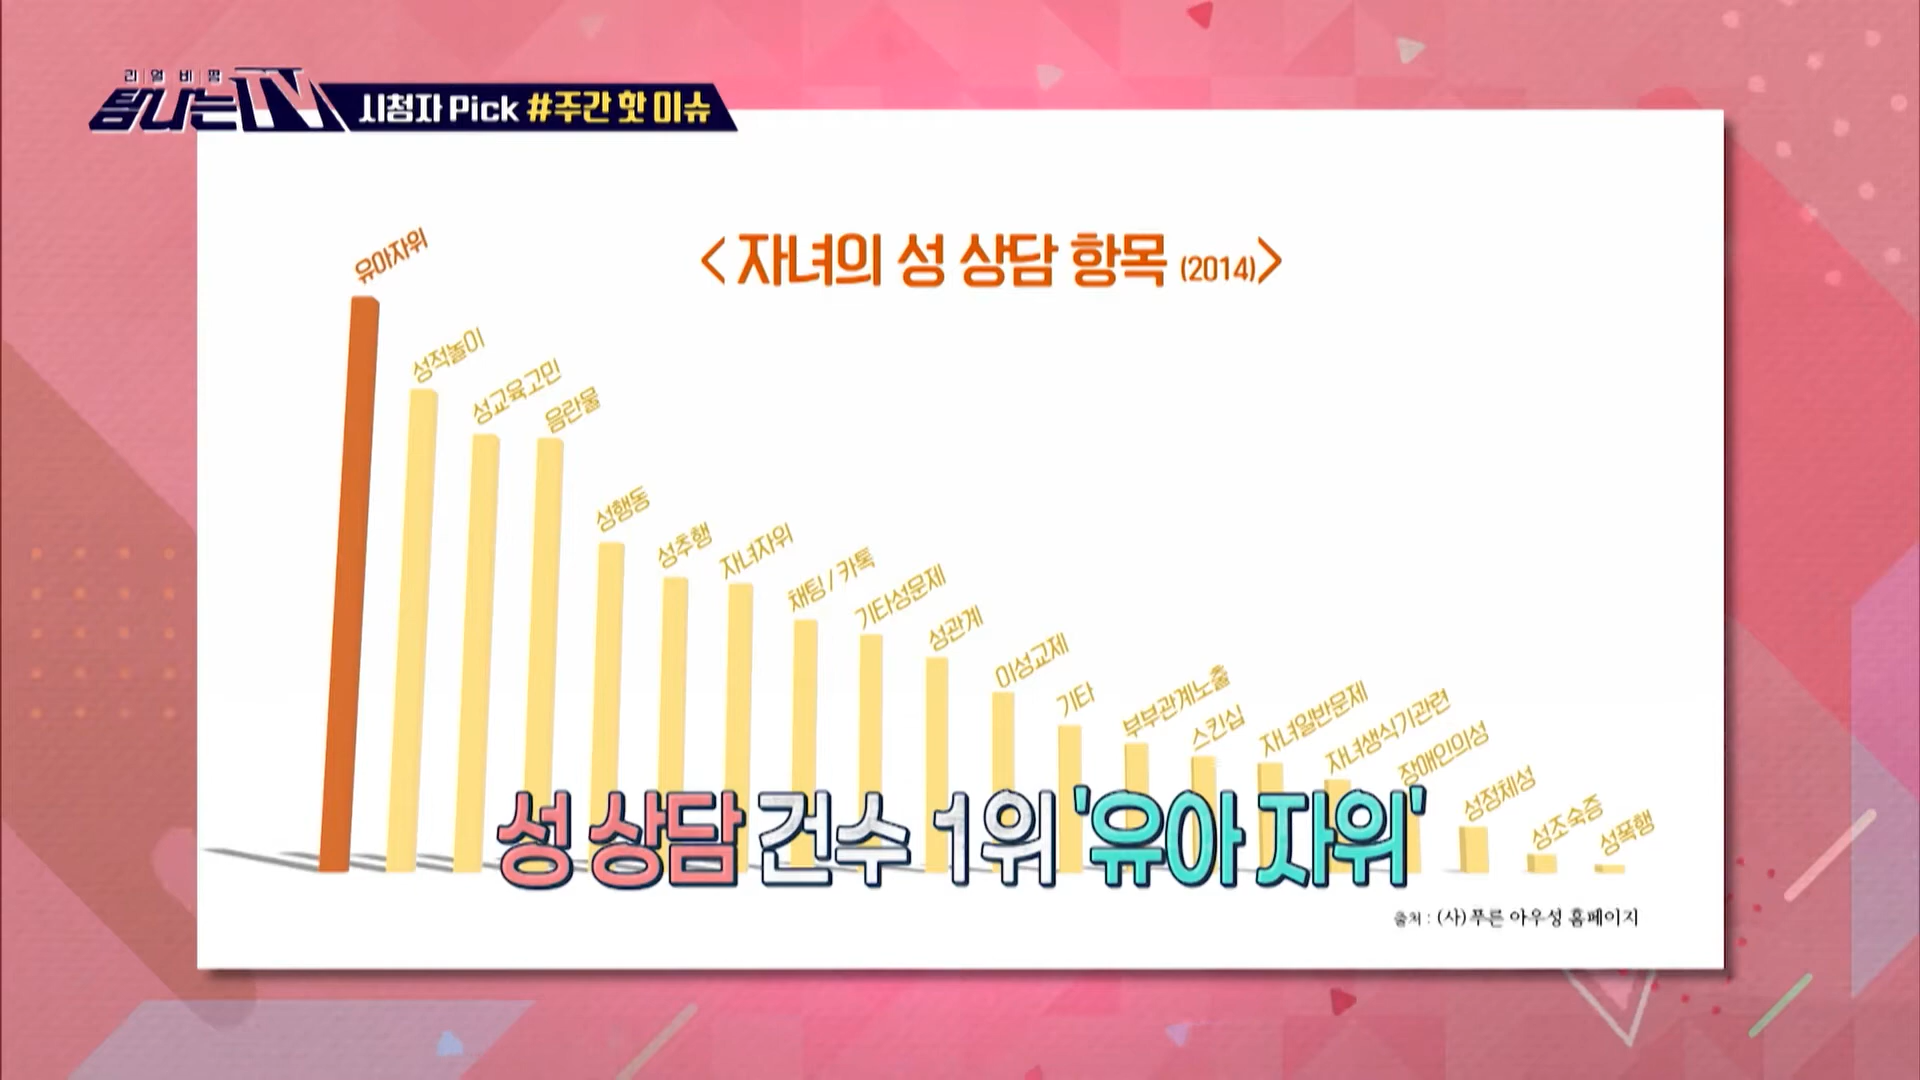 리얼비평
탐나는TV
시청자 Pick #주간 핫 이슈
<자녀의 성 상담 항목 (2014)>
유아자위
성적놀이
성교육고민
음란물
성행동
성추행
자녀자위
채팅 / 카톡
기타성문제
성관계
이성교제
기타
부부관계노출
스킨십
자녀일반문제
자녀생식기관련
장애인의성
성정체성
성조숙증
성폭행
성 상담 건수 1위 '유아 자위'
출처 : (사)푸른 아우성 홈페이지